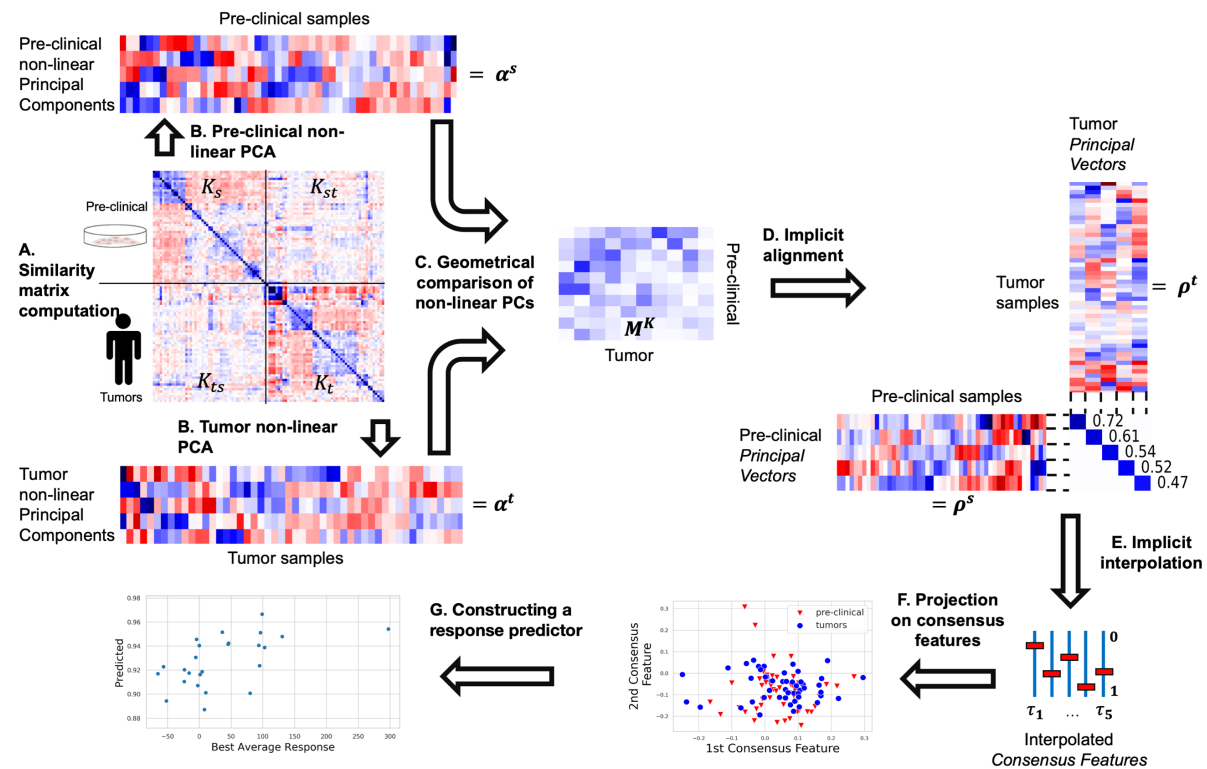 Pre-clinical samples
Pre-clinical
non-linear
Principal
Components
= α^s
B. Pre-clinical non-
linear PCA
K_s
K_st
Pre-clinical
A.
Similarity
matrix
computation
Tumors
K_ts
K_t
B. Tumor non-linear
PCA
Tumor
non-linear
Principal
Components
= α^t
Tumor samples
C. Geometrical
comparison of
non-linear PCs
M^K
Pre-clinical
Tumor
D. Implicit
alignment
Tumor
Principal
Vectors
Tumor
samples
= ρ^t
Pre-clinical samples
Pre-clinical
Principal
Vectors
= ρ^s
0.72
0.61
0.54
0.52
0.47
E. Implicit
interpolation
0
1
τ_1 ... τ_5
Interpolated
Consensus Features
F. Projection
on consensus
features
pre-clinical
tumors
2nd Consensus
Feature
0.3
0.2
0.1
0.0
−0.1
−0.2
−0.2 −0.1 0.0 0.1 0.2 0.3
1st Consensus Feature
G. Constructing a
response predictor
Predicted
0.98
0.96
0.94
0.92
0.90
0.88
−50 0 50 100 150 200 250 300
Best Average Response